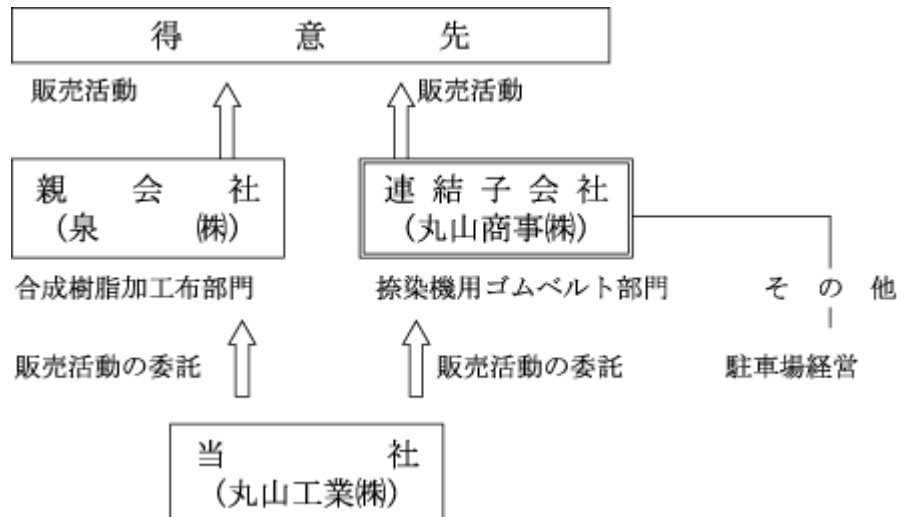 得意先
販売活動 販売活動
親会社 連結子会社
(泉㈱) (丸山商事㈱)
合成樹脂加工布部門 捺染機用ゴムベルト部門 その他
販売活動の委託 販売活動の委託 駐車場経営
当社
(丸山工業㈱)